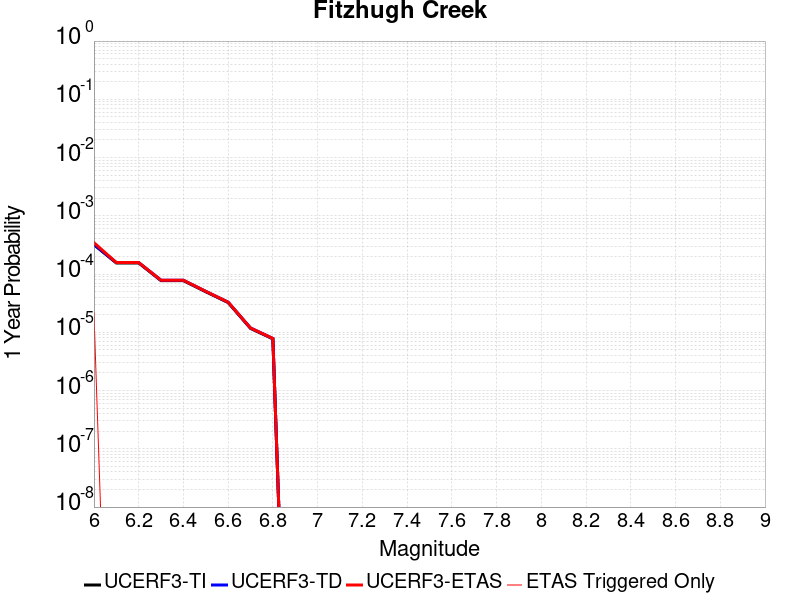 Fitzhugh Creek
10 0
10 -1
10 -2
10 -3
10 -4
10 -5
10 -6
10 -7
10 -8
1 Year Probability
6 6.2 6.4 6.6 6.8 7 7.2 7.4 7.6 7.8 8 8.2 8.4 8.6 8.8 9
Magnitude
UCERF3-TI UCERF3-TD UCERF3-ETAS ETAS Triggered Only